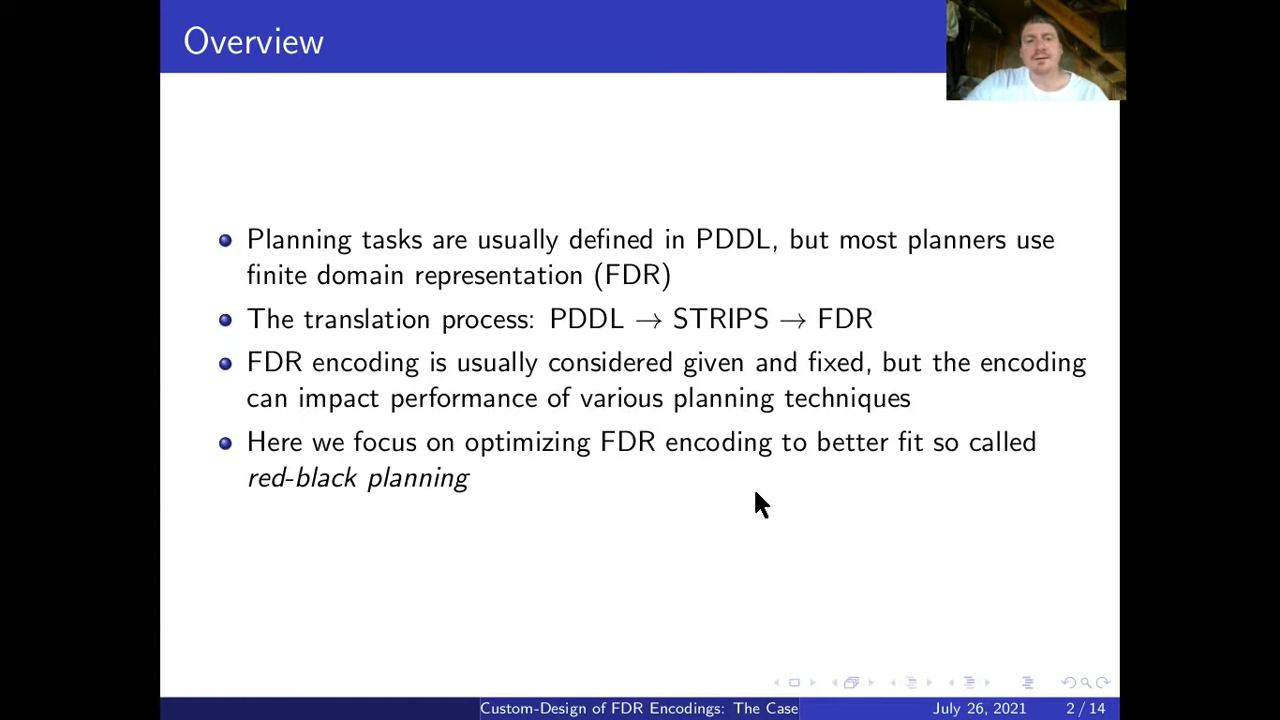 Overview
Planning tasks are usually defined in PDDL, but most planners use
finite domain representation (FDR)
The translation process: PDDL → STRIPS → FDR
FDR encoding is usually considered given and fixed, but the encoding
can impact performance of various planning techniques
Here we focus on optimizing FDR encoding to better fit so called
red-black planning
Custom-Design of FDR Encodings: The Case
July 26, 2021
2 / 14